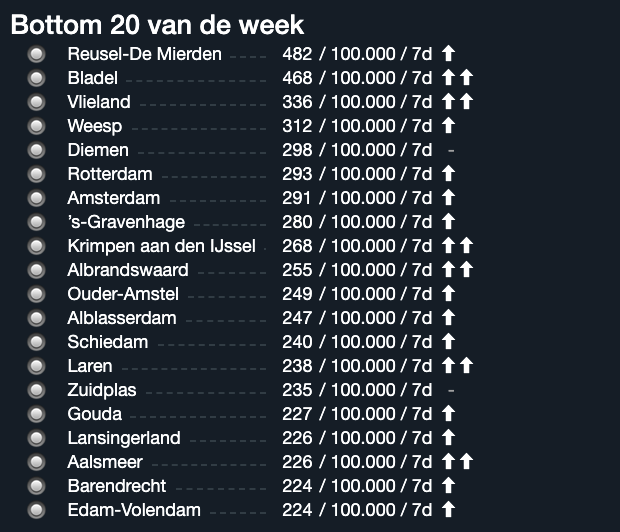 Bottom 20 van de week
Reusel-De Mierden 482 / 100.000 / 7d ⬆
Bladel 468 / 100.000 / 7d ⬆⬆
Vlieland 336 / 100.000 / 7d ⬆⬆
Weesp 312 / 100.000 / 7d ⬆
Diemen 298 / 100.000 / 7d -
Rotterdam 293 / 100.000 / 7d ⬆
Amsterdam 291 / 100.000 / 7d ⬆
's-Gravenhage 280 / 100.000 / 7d ⬆
Krimpen aan den IJssel 268 / 100.000 / 7d ⬆⬆
Albrandswaard 255 / 100.000 / 7d ⬆⬆
Ouder-Amstel 249 / 100.000 / 7d ⬆
Alblasserdam 247 / 100.000 / 7d ⬆
Schiedam 240 / 100.000 / 7d ⬆
Laren 238 / 100.000 / 7d ⬆⬆
Zuidplas 235 / 100.000 / 7d -
Gouda 227 / 100.000 / 7d ⬆
Lansingerland 226 / 100.000 / 7d ⬆
Aalsmeer 226 / 100.000 / 7d ⬆⬆
Barendrecht 224 / 100.000 / 7d ⬆
Edam-Volendam 224 / 100.000 / 7d ⬆